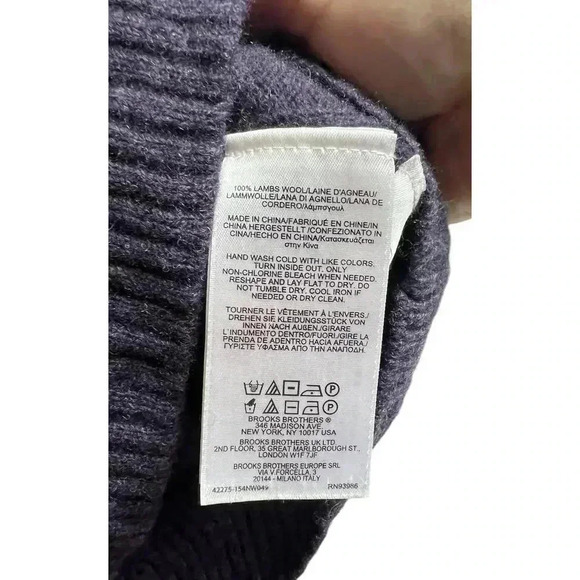 100% LAMBS WOOL/LAINE D'AGNEAU/
LAMMWOLLE/LANA DI AGNELLO/LANA DE
CORDERO/λάμπσγουλ
MADE IN CHINA/FABRIQUÉ EN CHINE/IN
CHINA HERGESTELLT /CONFEZIONATO IN
CINA/HECHO EN CHINA/Κατασκευάζεται
στην Κίνα
HAND WASH COLD WITH LIKE COLORS.
TURN INSIDE OUT. ONLY
NON-CHLORINE BLEACH WHEN NEEDED.
RESHAPE AND LAY FLAT TO DRY. DO
NOT TUMBLE DRY. COOL IRON IF
NEEDED OR DRY CLEAN.
TOURNER LE VÊTEMENT À L'ENVERS./
DREHEN SIE KLEIDUNGSSTÜCK VON
INNEN NACH AUßEN./GIRARE
L'INDUMENTO DENTRO/FUORI./GIRE LA
PRENDA DE ADENTRO HACIA AFUERA./
ΓΥΡΙΣΤΕ ΥΦΑΣΜΑ ΑΠΟ ΤΗΝ ΑΝΑΠΟΔΗ.
BROOKS BROTHERS ®
346 MADISON AVE.
NEW YORK, NY 10017 USA
BROOKS BROTHERS UK LTD.
2ND FLOOR, 35 GREAT MARLBOROUGH ST.
LONDON W1F 7JF
BROOKS BROTHERS EUROPE SRL
VIA V.FORCELLA, 3
20144 - MILANO ITALY
42275-154NW049 RN93986